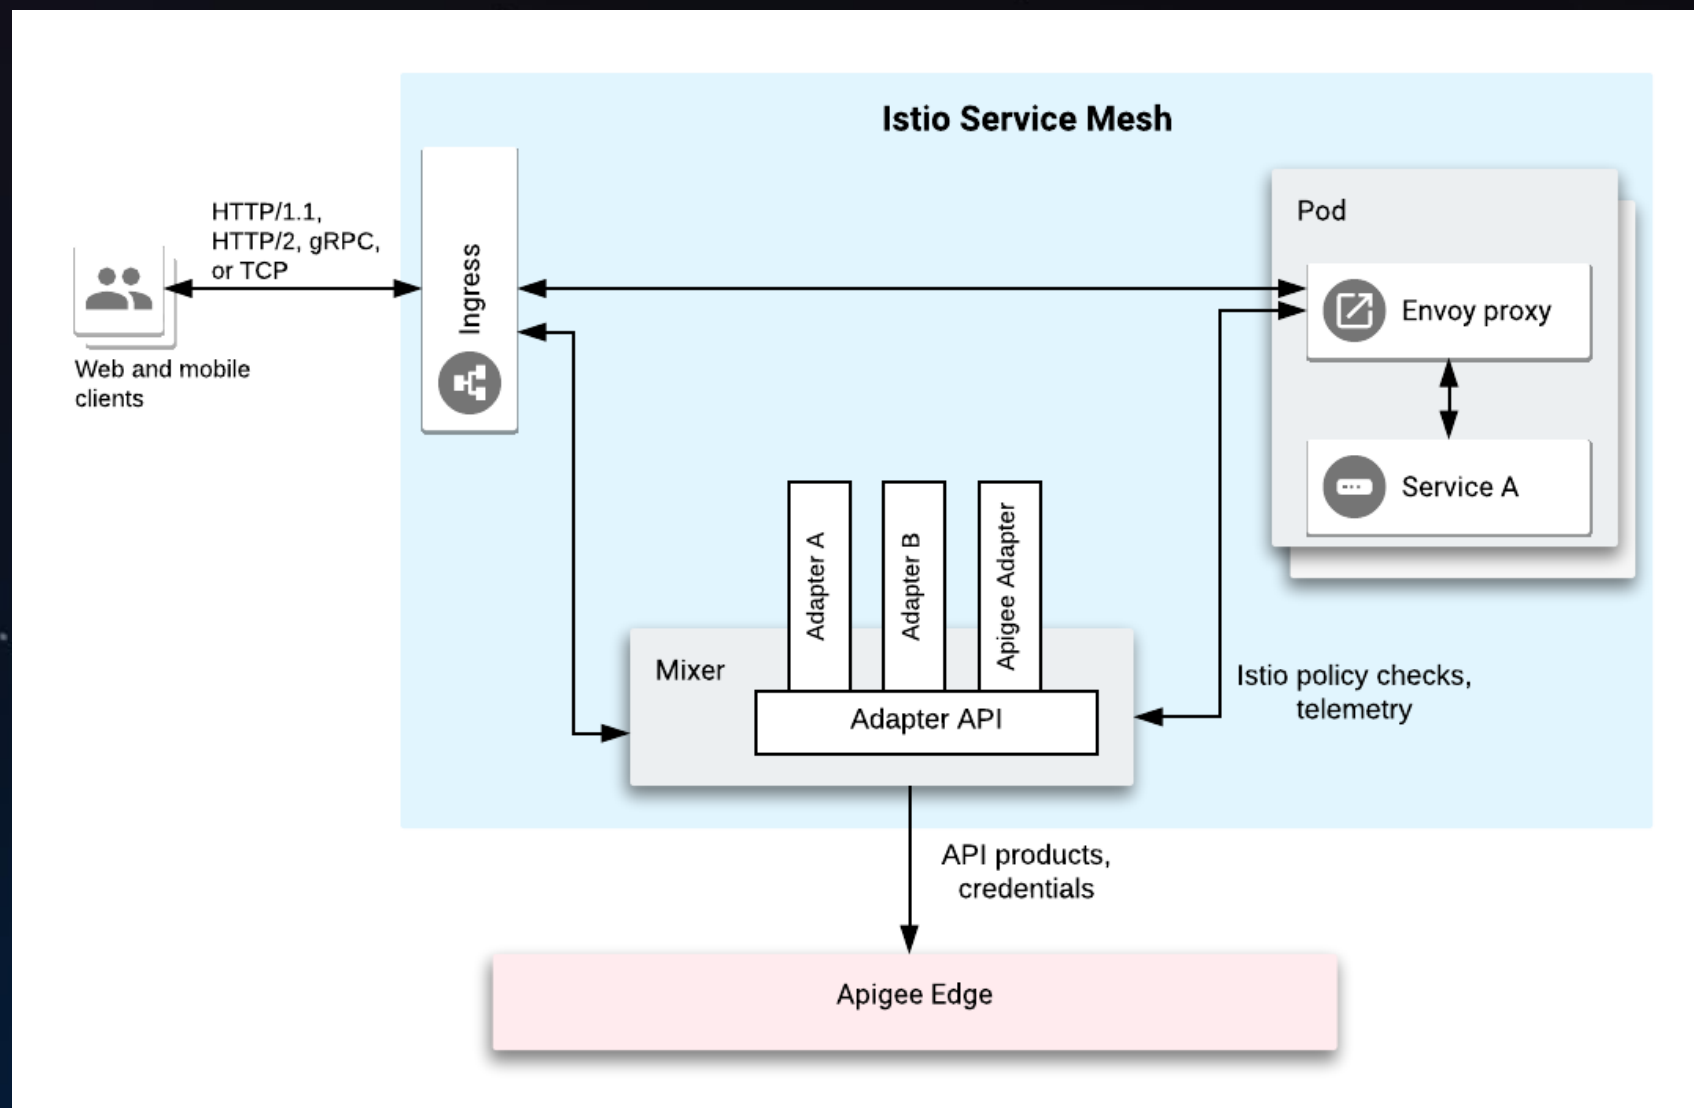 Istio Service Mesh
HTTP/1.1,
HTTP/2, gRPC,
or TCP
Web and mobile
clients
Ingress
Pod
Envoy proxy
Service A
Adapter A
Adapter B
Apigee Adapter
Mixer
Adapter API
Istio policy checks,
telemetry
API products,
credentials
Apigee Edge